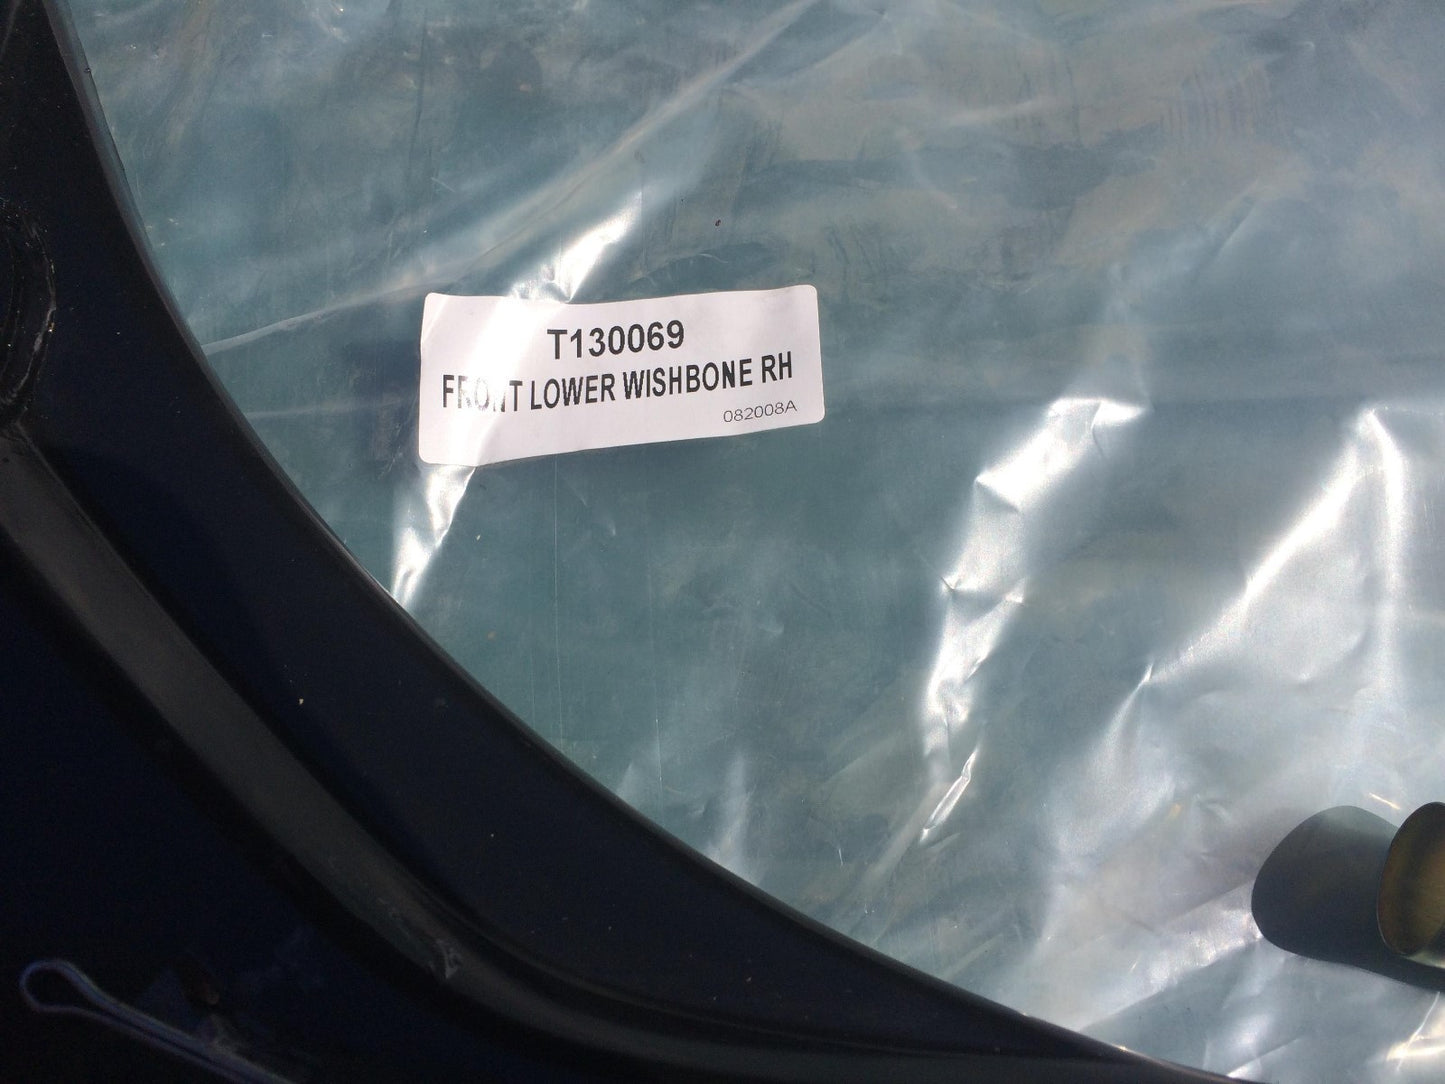 T130069
FRONT LOWER WISHBONE RH
082008A